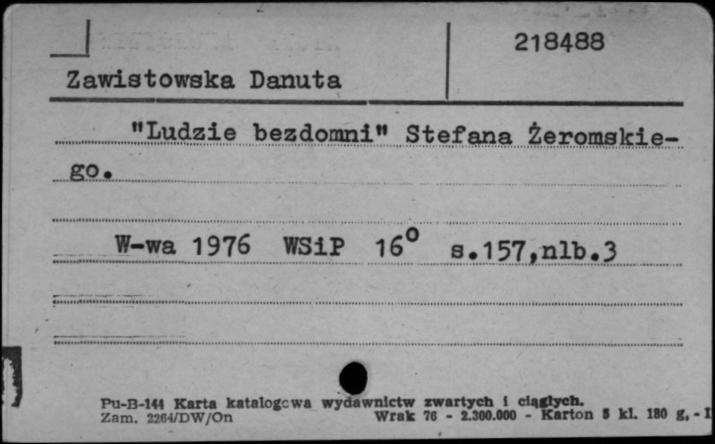 218488
Zawistowska Danuta
"Ludzie bezdomni" Stefana Żeromskie-
go.
W-wa 1976 WSiP 16° s.157,nlb.3
Pu-B-144 Karta katalogowa wydawnictw zwartych i ciągłych.
Zam. 2264/DW/On Wrak 76 - 2.300.000 - Karton 5 kl. 180 g, - I